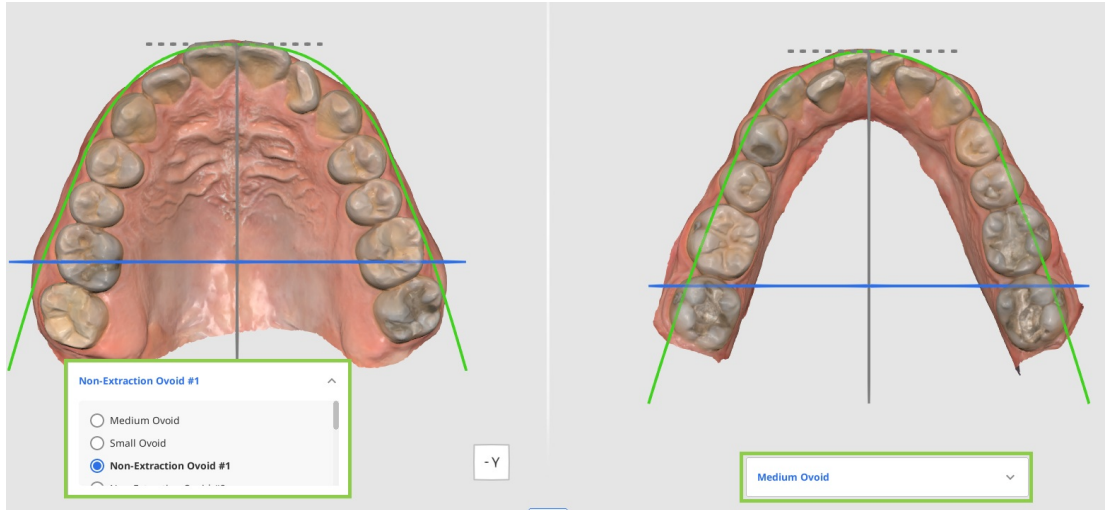 Non-Extraction Ovoid #1
Medium Ovoid
Small Ovoid
Non-Extraction Ovoid #1
- Y
Medium Ovoid